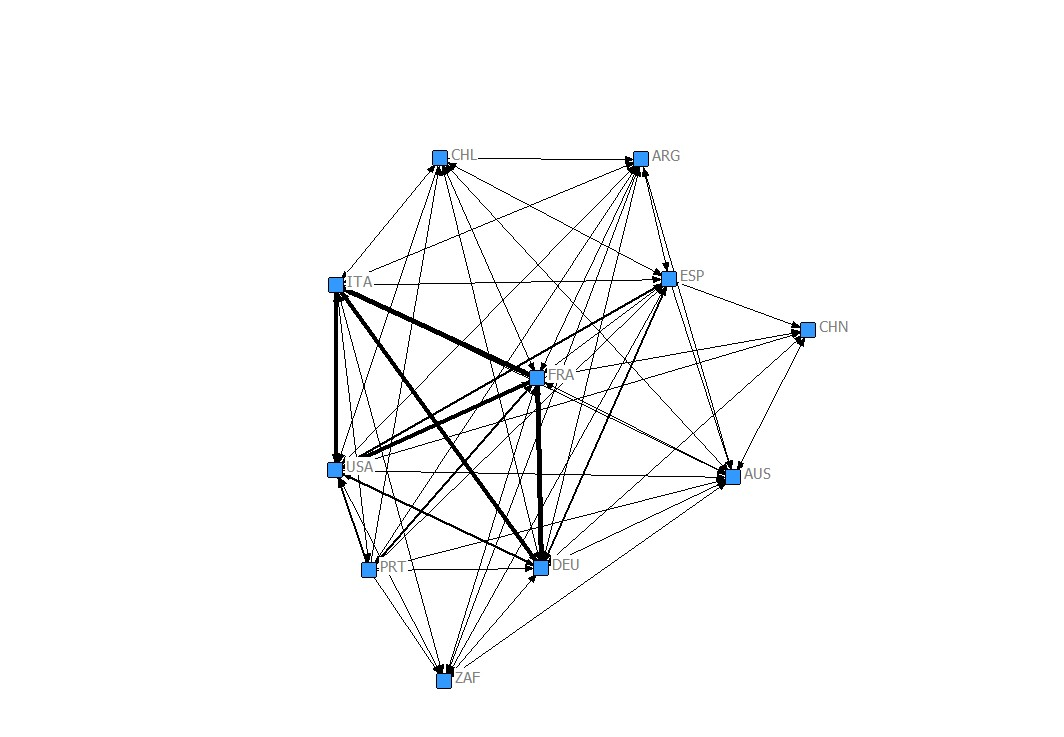 CHL
ARG
ITA
ESP
CHN
FRA
USA
AUS
PRT
DEU
ZAF